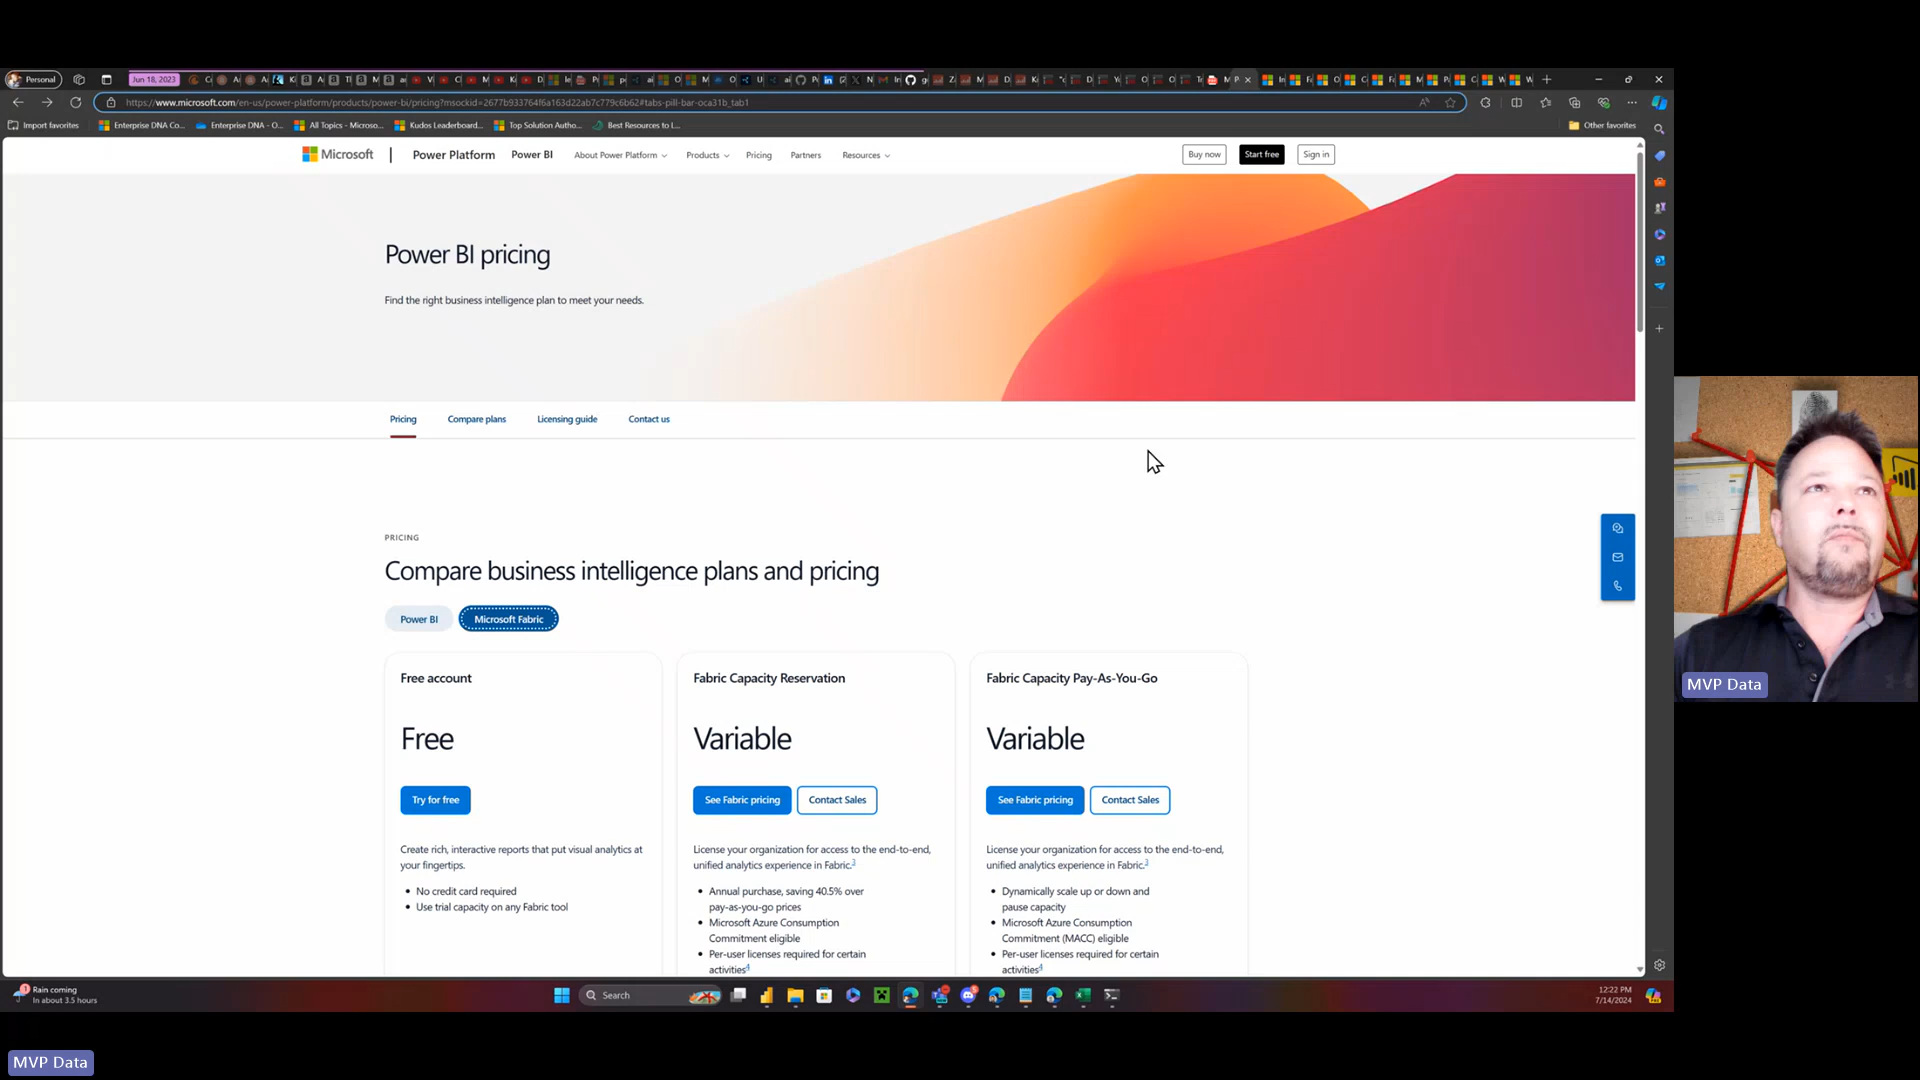 Personal
Jun 18, 2023
https://www.microsoft.com/en-us/power-platform/products/power-bi/pricing?msockid=2677b933764f6a163d22ab7c779c6b62#tabs-pill-bar-oca31b_tab1
Import favorites
Enterprise DNA Co...
Enterprise DNA - O...
All Topics - Microso...
Kudos Leaderboard...
Top Solution Autho...
Best Resources to L...
Other favorites
Microsoft
Power Platform
Power BI
About Power Platform
Products
Pricing
Partners
Resources
Buy now
Start free
Sign in
Power BI pricing
Find the right business intelligence plan to meet your needs.
Pricing
Compare plans
Licensing guide
Contact us
PRICING
Compare business intelligence plans and pricing
Power BI
Microsoft Fabric
Free account
Free
Try for free
Create rich, interactive reports that put visual analytics at
your fingertips.
• No credit card required
• Use trial capacity on any Fabric tool
Fabric Capacity Reservation
Variable
See Fabric pricing
Contact Sales
License your organization for access to the end-to-end,
unified analytics experience in Fabric.3
• Annual purchase, saving 40.5% over
pay-as-you-go prices
• Microsoft Azure Consumption
Commitment eligible
• Per-user licenses required for certain
activities4
Fabric Capacity Pay-As-You-Go
Variable
See Fabric pricing
Contact Sales
License your organization for access to the end-to-end,
unified analytics experience in Fabric.3
• Dynamically scale up or down and
pause capacity
• Microsoft Azure Consumption
Commitment (MACC) eligible
• Per-user licenses required for certain
activities4
MVP Data
Rain coming
In about 3.5 hours
Search
12:22 PM
7/14/2024
MVP Data